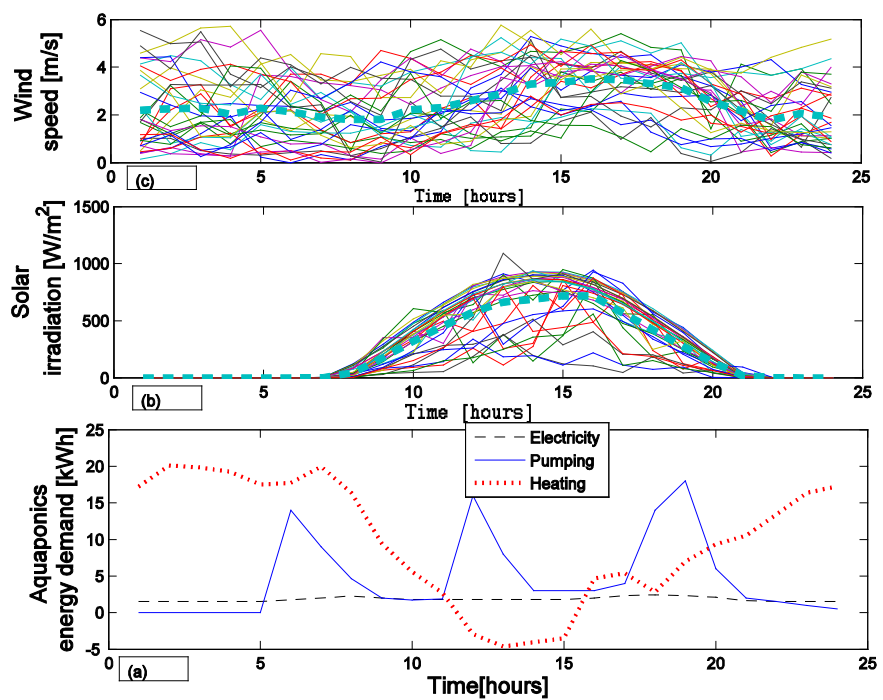 6
4
2
0
Wind
speed [m/s]
0 5 10 15 20 25
(c)
Time [hours]
1500
1000
500
0
Solar
irradiation [W/m²]
0 5 10 15 20 25
(b)
Time [hours]
25
20
15
10
5
0
-5
Aquaponics
energy demand [kWh]
Electricity
Pumping
Heating
0 5 10 15 20 25
(a)
Time[hours]